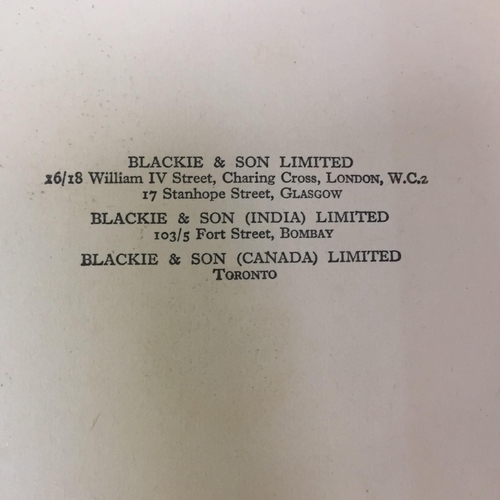 BLACKIE & SON LIMITED
16/18 William IV Street, Charing Cross, LONDON, W.C.2
17 Stanhope Street, GLASGOW
BLACKIE & SON (INDIA) LIMITED
103/5 Fort Street, BOMBAY
BLACKIE & SON (CANADA) LIMITED
TORONTO